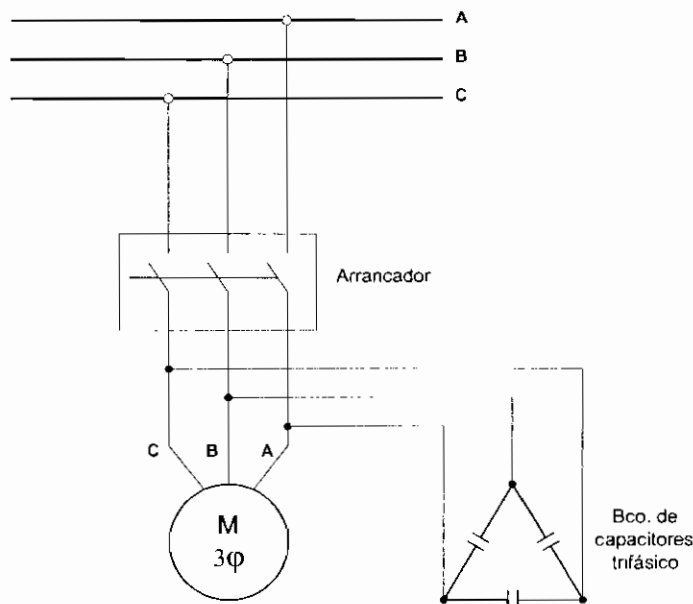 A
B
C
Arrancador
C B A
M
3φ
Bco. de
capacitores
trifásico